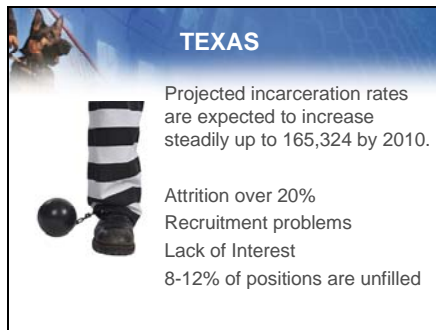 TEXAS
Projected incarceration rates
are expected to increase
steadily up to 165,324 by 2010.
Attrition over 20%
Recruitment problems
Lack of Interest
8-12% of positions are unfilled